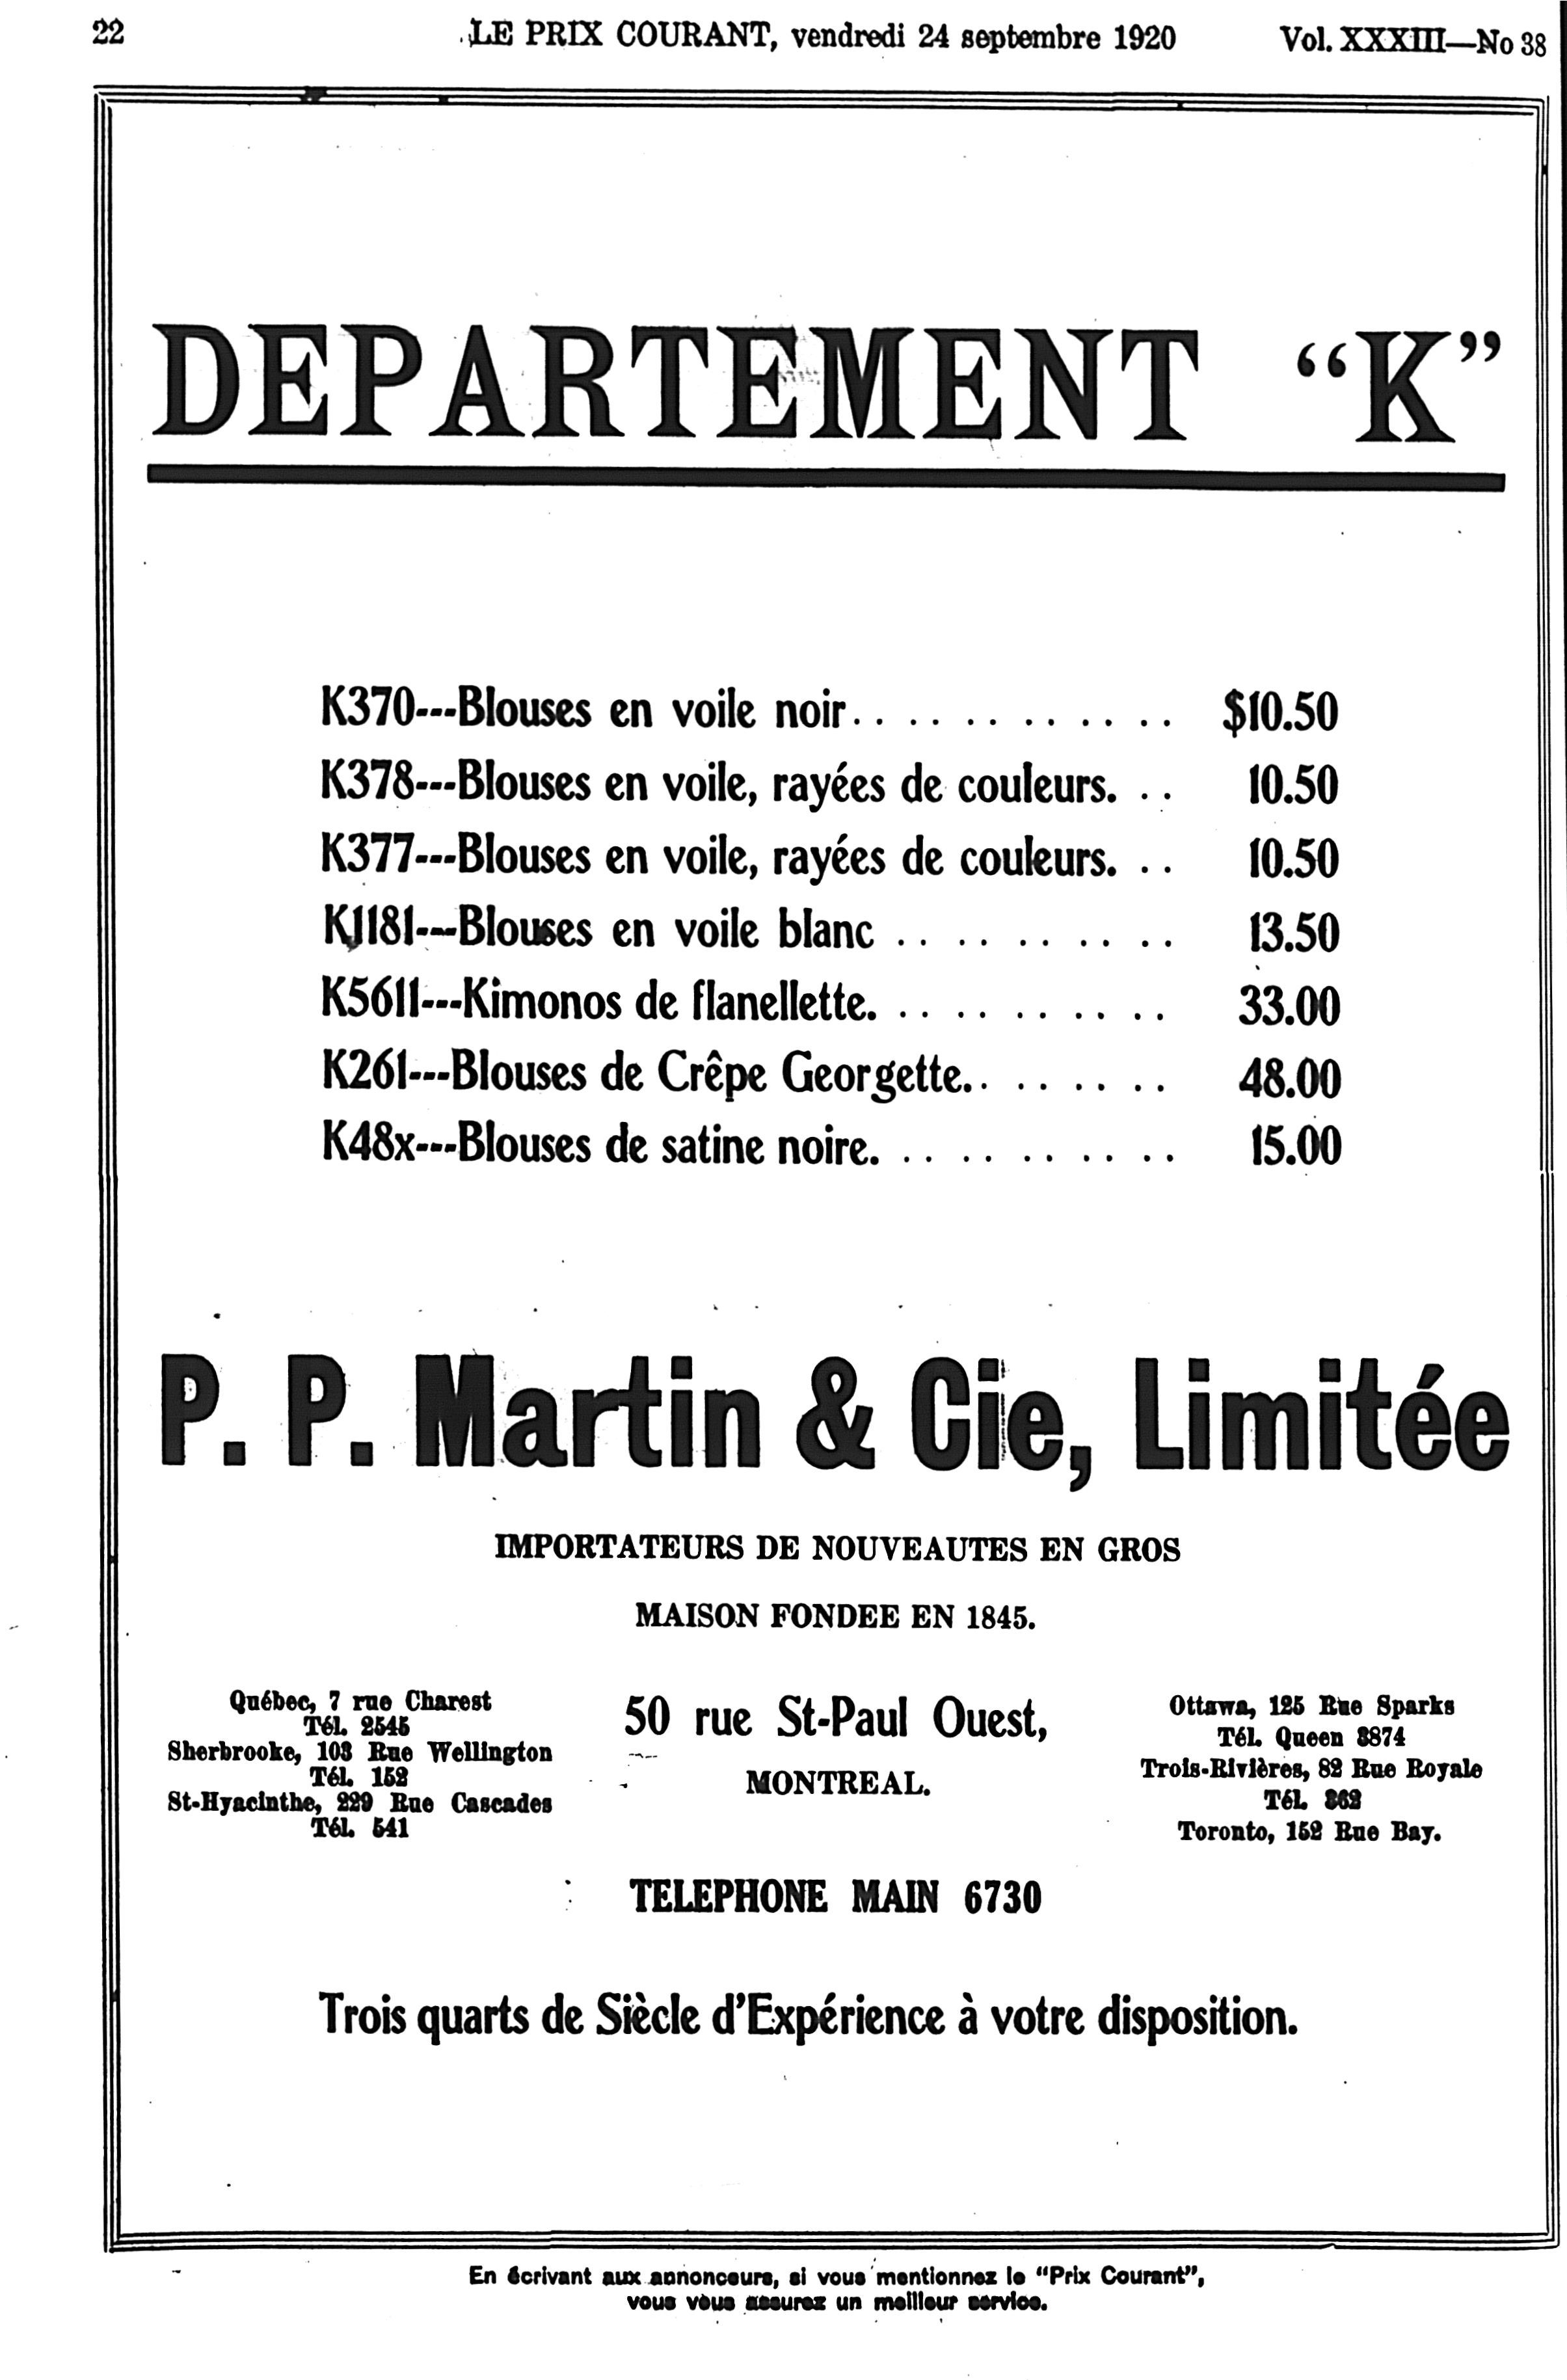 22
LE PRIX COURANT, vendredi 24 septembre 1920
Vol. XXXIII—No 38
DEPARTEMENT “K”
K370---Blouses en voile noir. . . . . . . . . . . . $10.50
K378---Blouses en voile, rayées de couleurs. . . 10.50
K377---Blouses en voile, rayées de couleurs. . . 10.50
KJ181---Blouses en voile blanc . . . . . . . . . . 13.50
K5611---Kimonos de flanellette. . . . . . . . . . . 33.00
K261---Blouses de Crêpe Georgette. . . . . . . . 48.00
K48x---Blouses de satine noire. . . . . . . . . . . 15.00
P. P. Martin & Cie, Limitée
IMPORTATEURS DE NOUVEAUTES EN GROS
MAISON FONDEE EN 1845.
Québec, 7 rue Charest
Tél. 2545
Sherbrooke, 103 Rue Wellington
Tél. 152
St-Hyacinthe, 229 Rue Cascades
Tél. 541
50 rue St-Paul Ouest,
MONTREAL.
Ottawa, 125 Rue Sparks
Tél. Queen 3874
Trois-Rivières, 82 Rue Royale
Tél. 362
Toronto, 152 Rue Bay.
TELEPHONE MAIN 6730
Trois quarts de Siècle d'Expérience à votre disposition.
En écrivant aux annonceurs, si vous mentionnez le “Prix Courant”,
vous vous assurez un meilleur service.